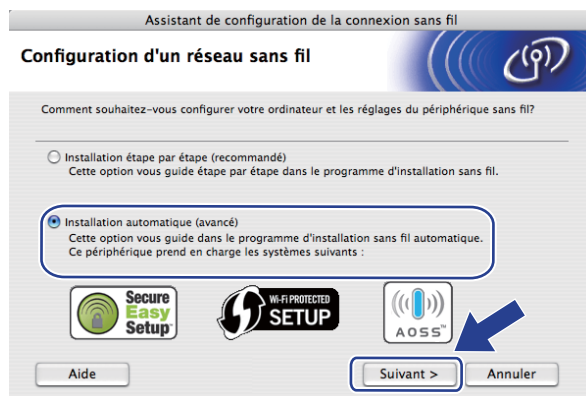 Assistant de configuration de la connexion sans fil
Configuration d'un réseau sans fil
Comment souhaitez-vous configurer votre ordinateur et les réglages du périphérique sans fil?
Installation étape par étape (recommandé)
Cette option vous guide étape par étape dans le programme d'installation sans fil.
Installation automatique (avancé)
Cette option vous guide dans le programme d'installation sans fil automatique.
Ce périphérique prend en charge les systèmes suivants :
Secure
Easy
Setup™
Wi-Fi PROTECTED
SETUP
AOSS™
Aide
Suivant >
Annuler